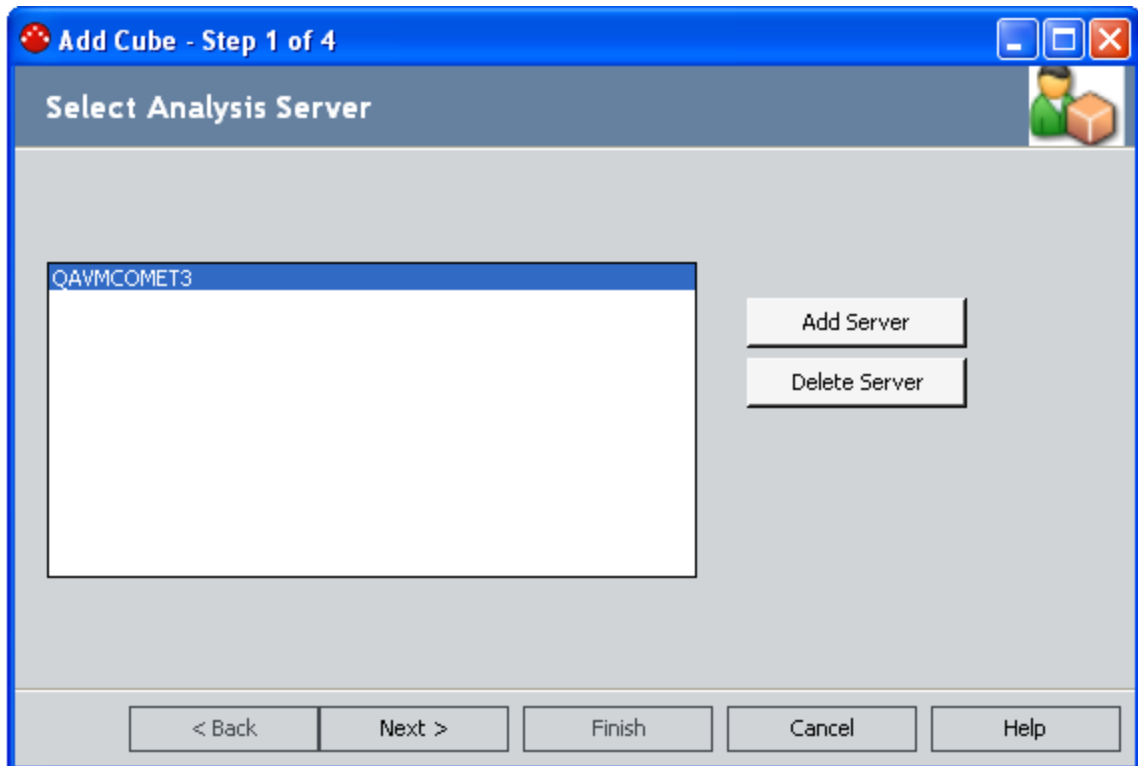 Add Cube - Step 1 of 4
Select Analysis Server
QAVMCOMET3
Add Server
Delete Server
< Back
Next >
Finish
Cancel
Help